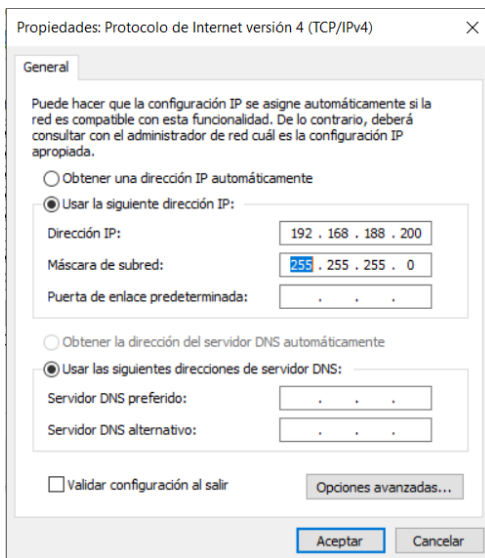 Propiedades: Protocolo de Internet versión 4 (TCP/IPv4)
General
Puede hacer que la configuración IP se asigne automáticamente si la
red es compatible con esta funcionalidad. De lo contrario, deberá
consultar con el administrador de red cuál es la configuración IP
apropiada.
Obtener una dirección IP automáticamente
Usar la siguiente dirección IP:
Dirección IP: 192 . 168 . 188 . 200
Máscara de subred: 255 . 255 . 255 . 0
Puerta de enlace predeterminada: . . .
Obtener la dirección del servidor DNS automáticamente
Usar las siguientes direcciones de servidor DNS:
Servidor DNS preferido: . . .
Servidor DNS alternativo: . . .
Validar configuración al salir Opciones avanzadas...
Aceptar Cancelar